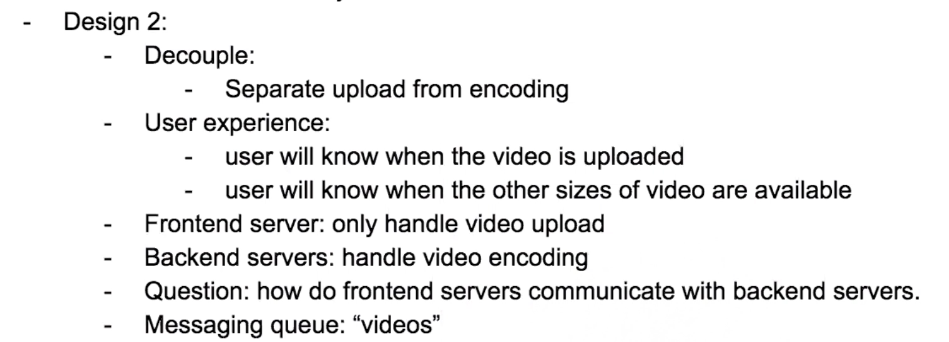 - Design 2:
- Decouple:
- Separate upload from encoding
- User experience:
- user will know when the video is uploaded
- user will know when the other sizes of video are available
- Frontend server: only handle video upload
- Backend servers: handle video encoding
- Question: how do frontend servers communicate with backend servers.
- Messaging queue: “videos”